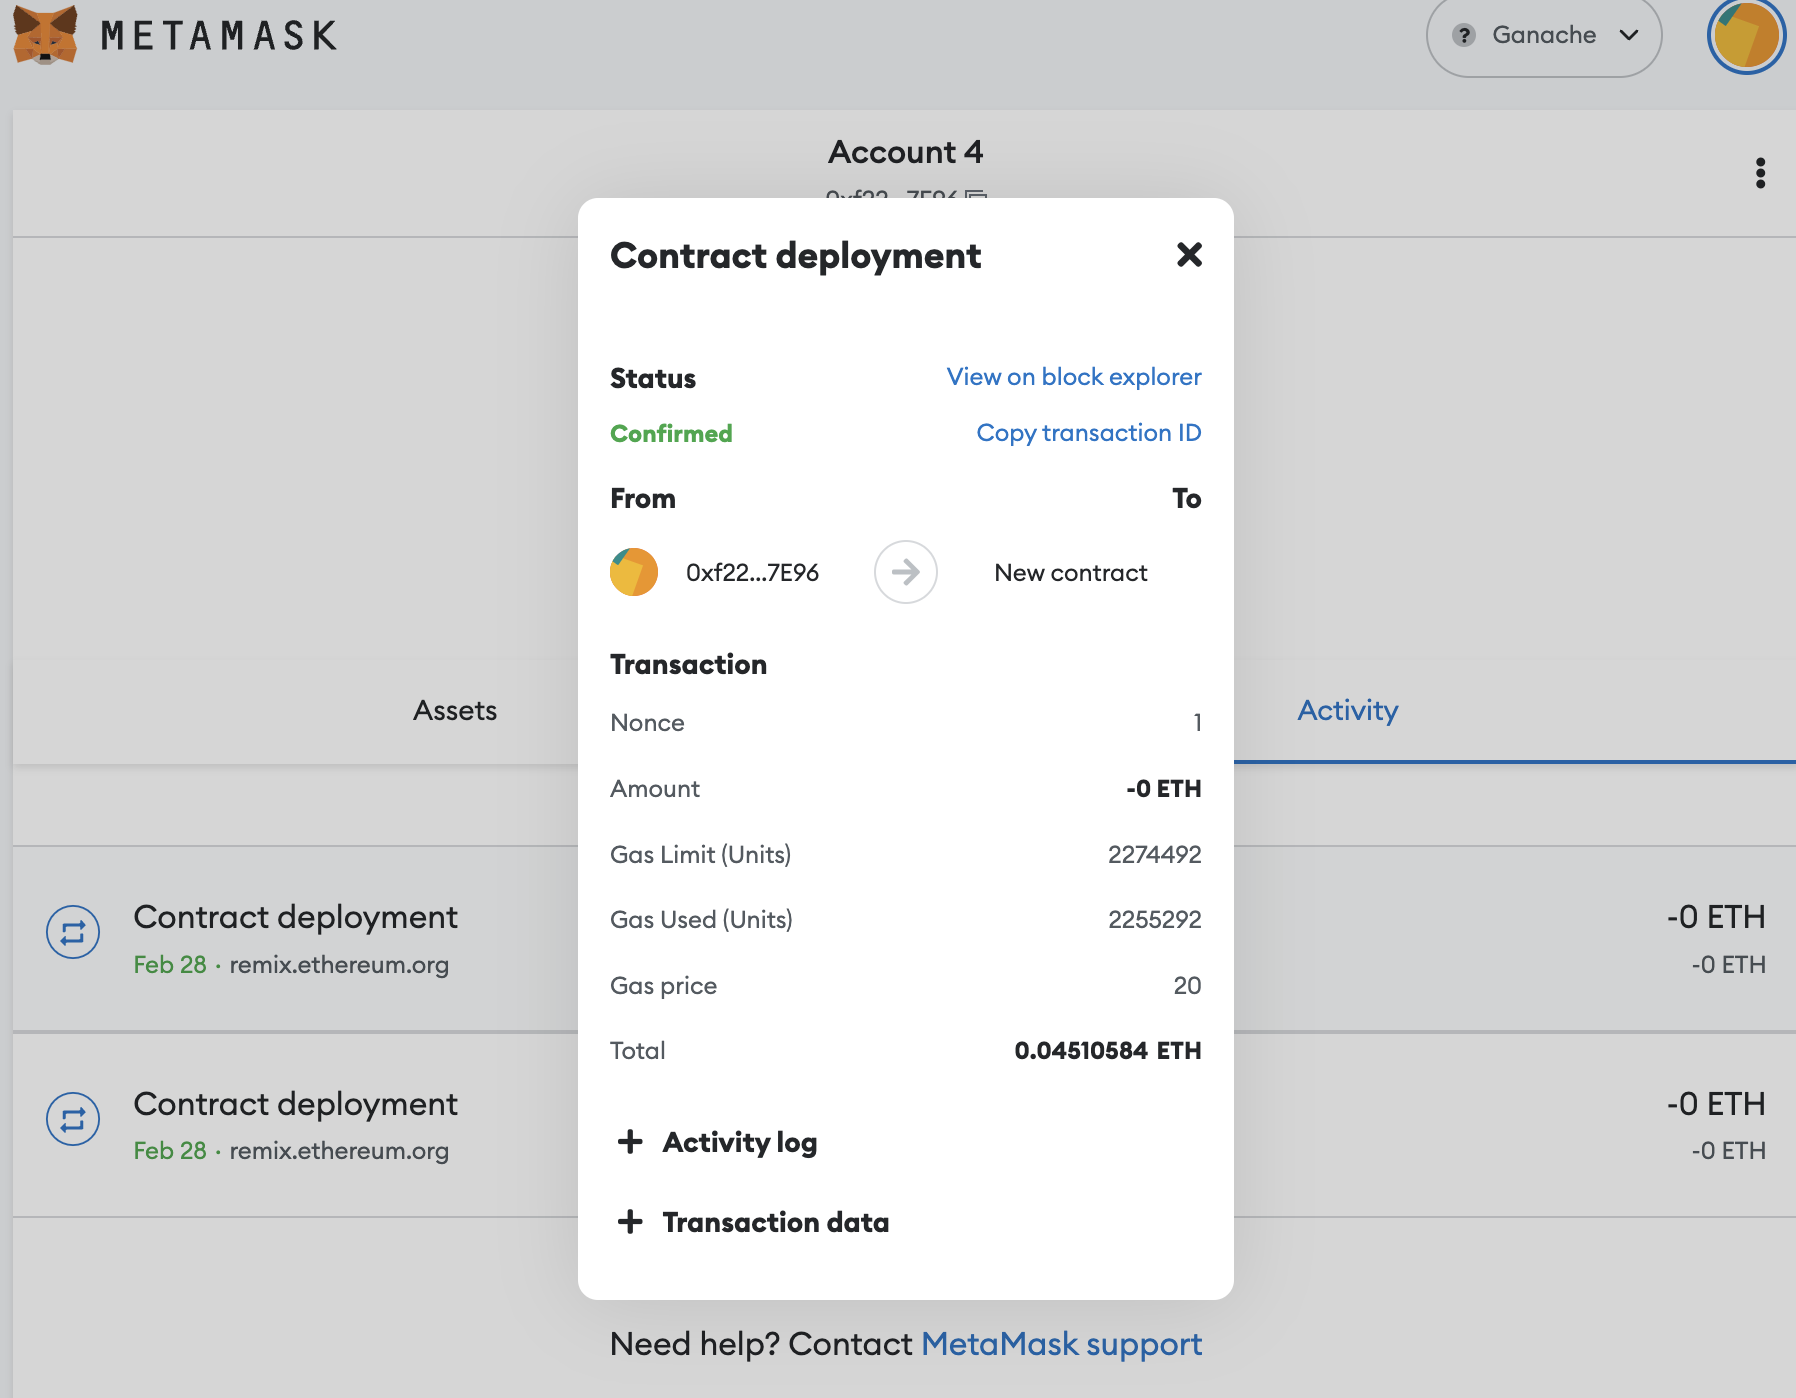 METAMASK
? Ganache
Account 4
0xf22...7E96
Contract deployment
Status View on block explorer
Confirmed Copy transaction ID
From To
0xf22...7E96 New contract
Transaction
Assets
Activity
Nonce 1
Amount -0 ETH
Gas Limit (Units) 2274492
Gas Used (Units) 2255292
Gas price 20
Total 0.04510584 ETH
Activity log
Transaction data
Contract deployment -0 ETH
Feb 28 · remix.ethereum.org -0 ETH
Contract deployment -0 ETH
Feb 28 · remix.ethereum.org -0 ETH
Need help? Contact MetaMask support